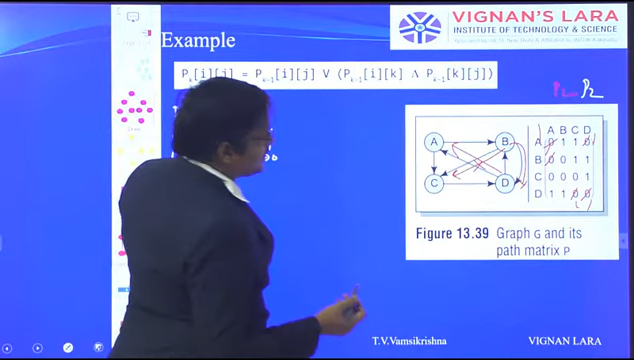 VIGNAN'S LARA
INSTITUTE OF TECHNOLOGY & SCIENCE
Example
Pk[i][j] = Pk-1[i][j] V (Pk-1[i][k] Λ Pk-1[k][j])
P2
A B C D
A 0 1 1 0
B 0 0 1 1
C 0 0 0 1
D 1 1 0 0
A
B
C
D
Figure 13.39 Graph G and its
path matrix P
T.V.Vamsikrishna
VIGNAN LARA